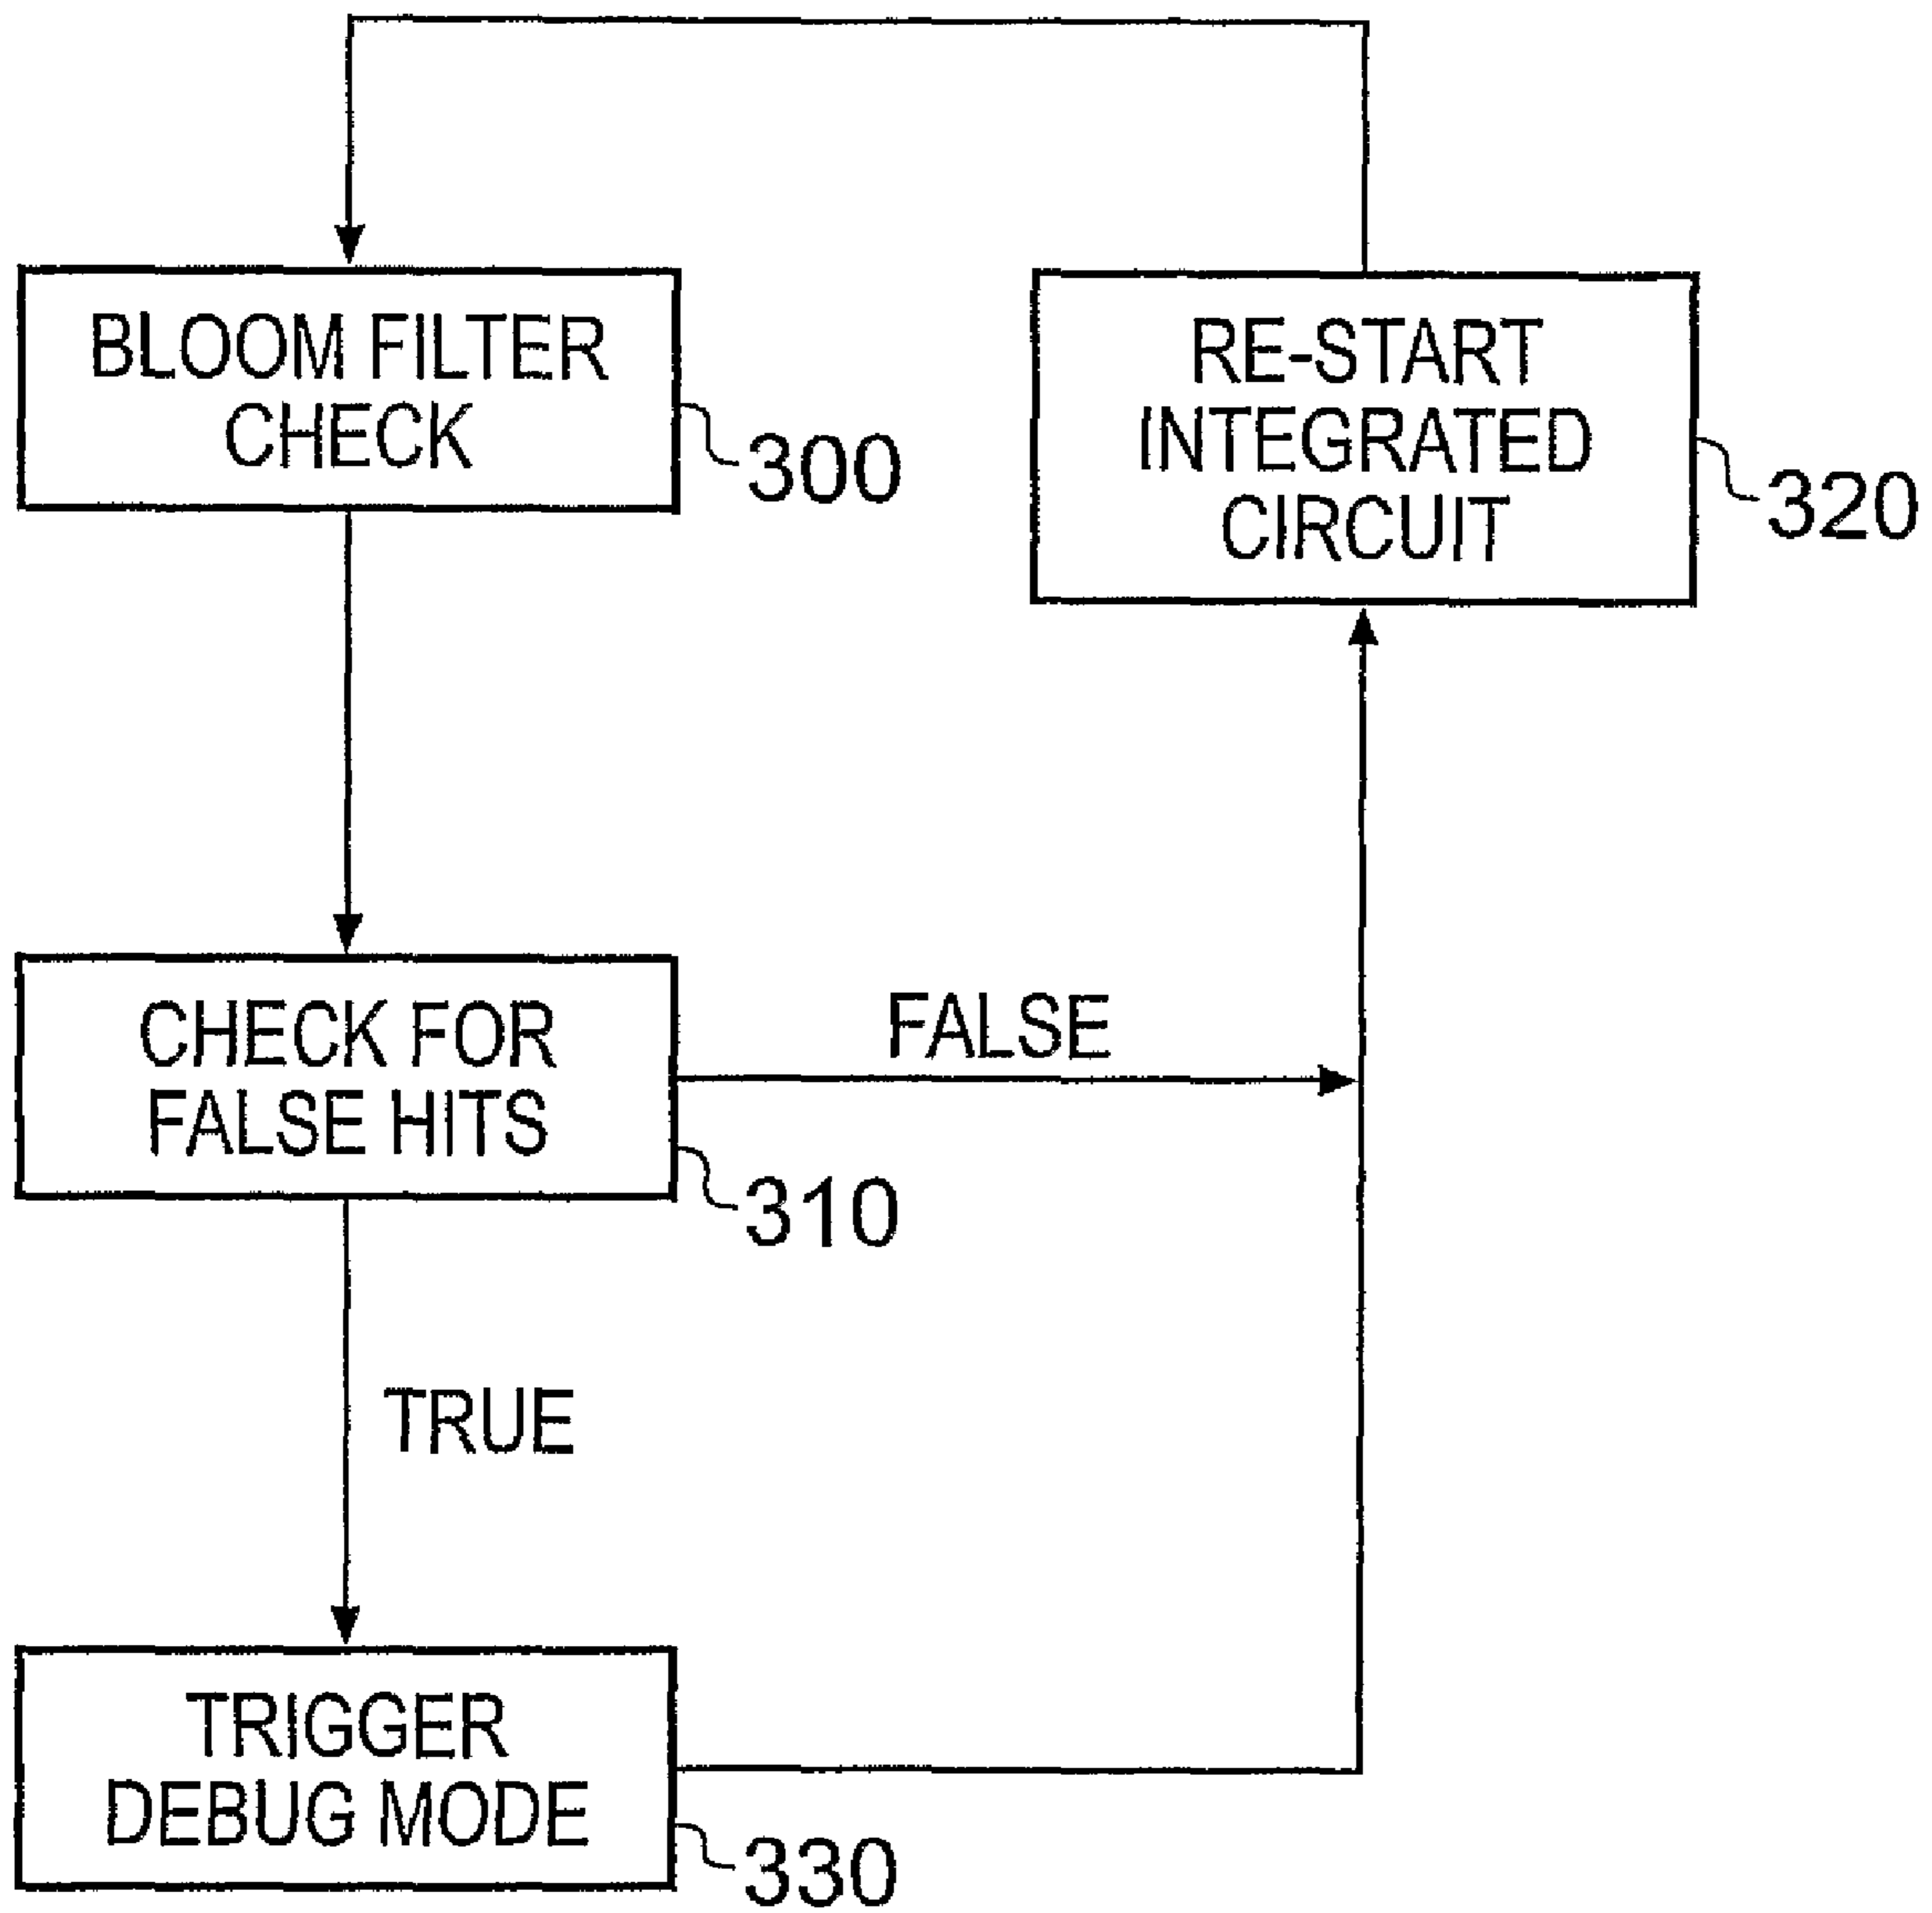 BLOOM FILTER
CHECK
300
RE-START
INTEGRATED
CIRCUIT
320
CHECK FOR
FALSE HITS
310
FALSE
TRUE
TRIGGER
DEBUG MODE
330